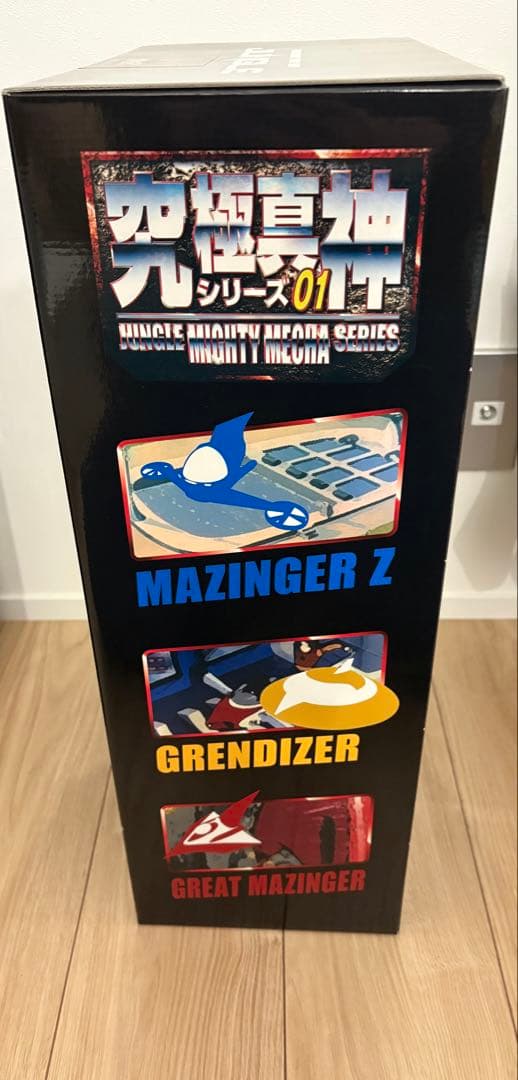 究極真神
シリーズ01
JUNGLE MIGHTY MECHA SERIES
MAZINGER Z
GRENDIZER
GREAT MAZINGER